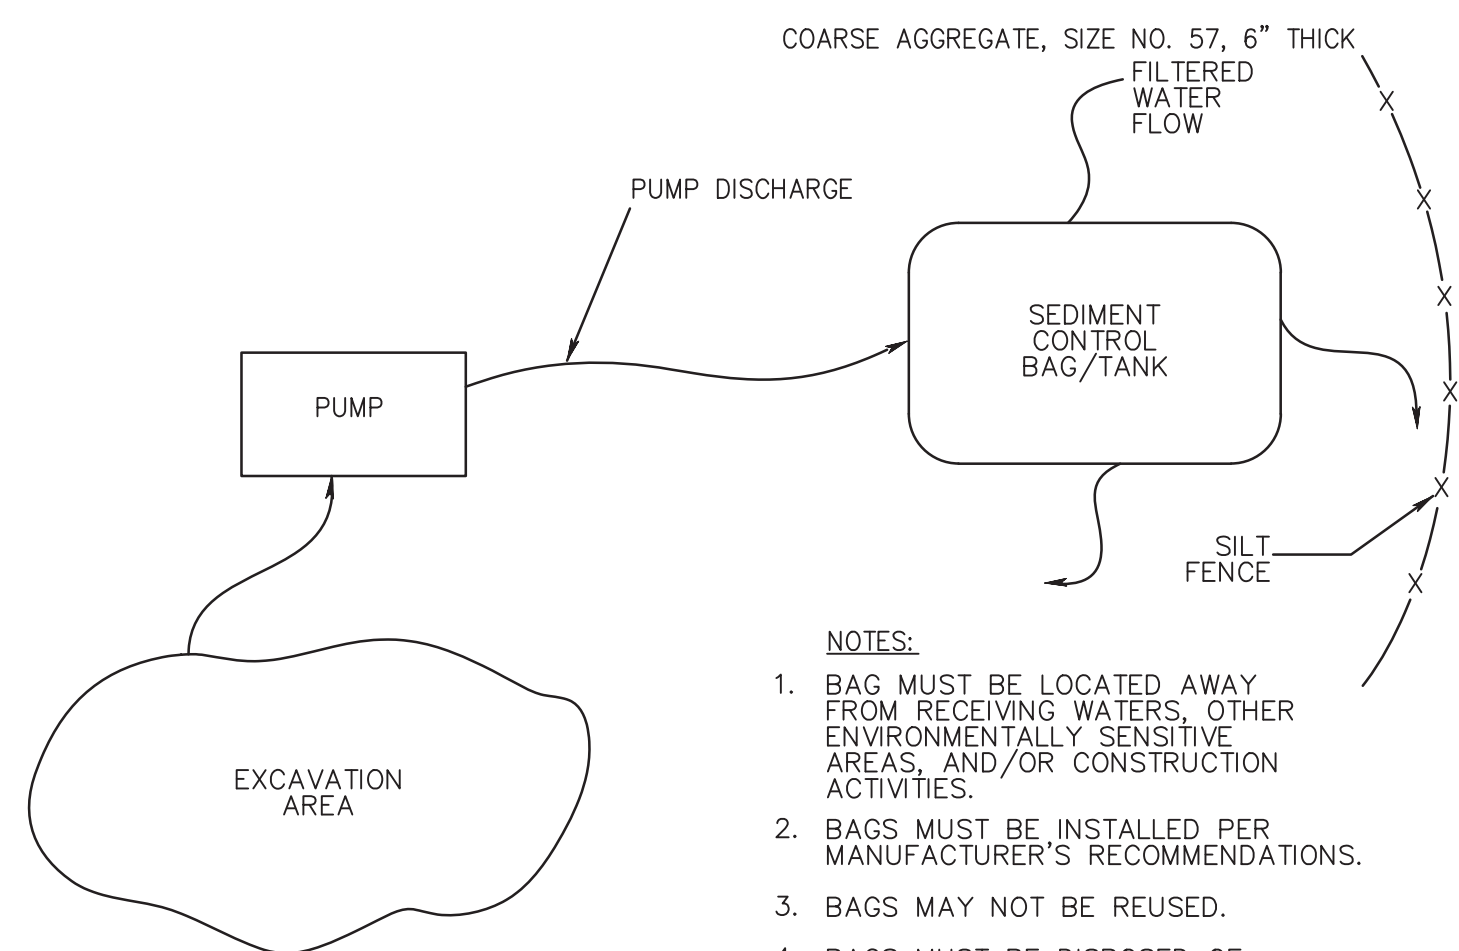 COARSE AGGREGATE, SIZE NO. 57, 6” THICK
FILTERED
WATER
FLOW
PUMP DISCHARGE
SEDIMENT
CONTROL
BAG/TANK
PUMP
SILT
FENCE
EXCAVATION
AREA
NOTES:
1. BAG MUST BE LOCATED AWAY
FROM RECEIVING WATERS, OTHER
ENVIRONMENTALLY SENSITIVE
AREAS, AND/OR CONSTRUCTION
ACTIVITIES.
2. BAGS MUST BE INSTALLED PER
MANUFACTURER’S RECOMMENDATIONS.
3. BAGS MAY NOT BE REUSED.